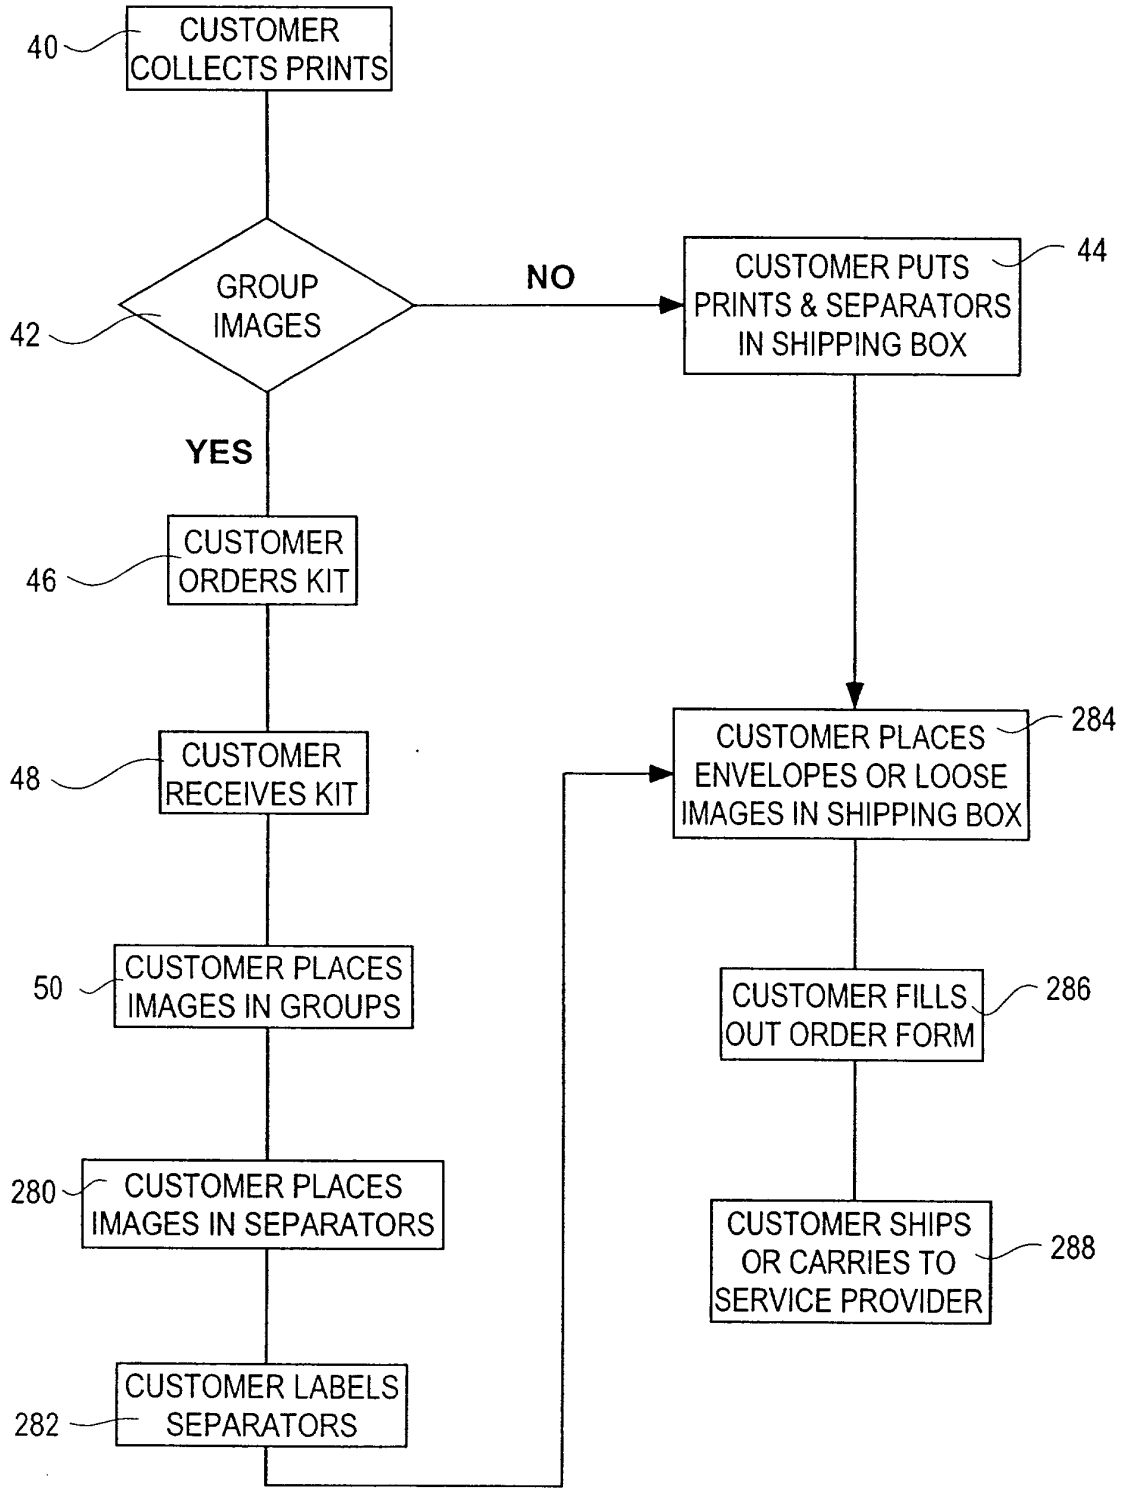 40
CUSTOMER
COLLECTS PRINTS
42
GROUP
IMAGES
NO
CUSTOMER PUTS
PRINTS & SEPARATORS
IN SHIPPING BOX
44
YES
46
CUSTOMER
ORDERS KIT
48
CUSTOMER
RECEIVES KIT
50
CUSTOMER PLACES
IMAGES IN GROUPS
280
CUSTOMER PLACES
IMAGES IN SEPARATORS
282
CUSTOMER LABELS
SEPARATORS
CUSTOMER PLACES
ENVELOPES OR LOOSE
IMAGES IN SHIPPING BOX
284
CUSTOMER FILLS
OUT ORDER FORM
286
CUSTOMER SHIPS
OR CARRIES TO
SERVICE PROVIDER
288